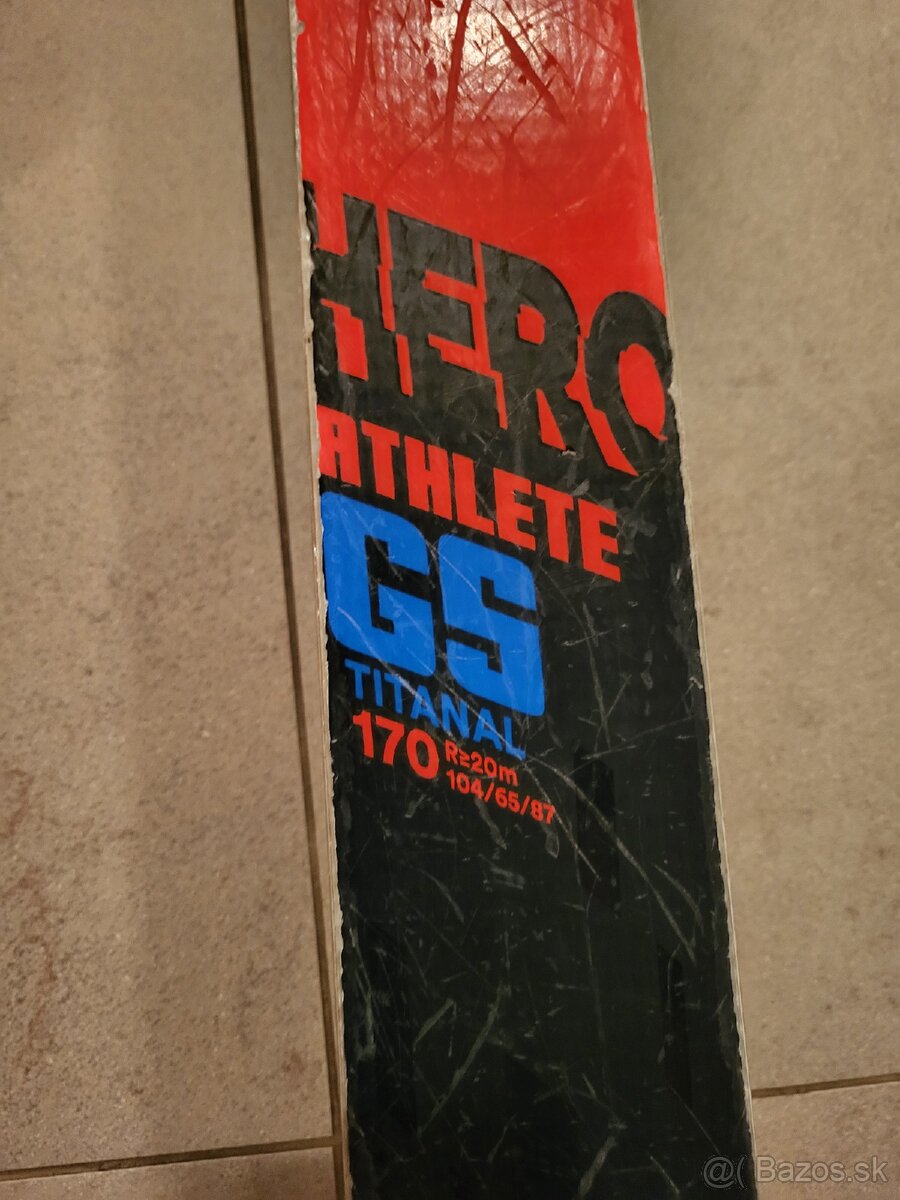 HERO
ATHLETE
GS
TITANAL
170 R≥20m
104/65/87
@( Bazos.sk